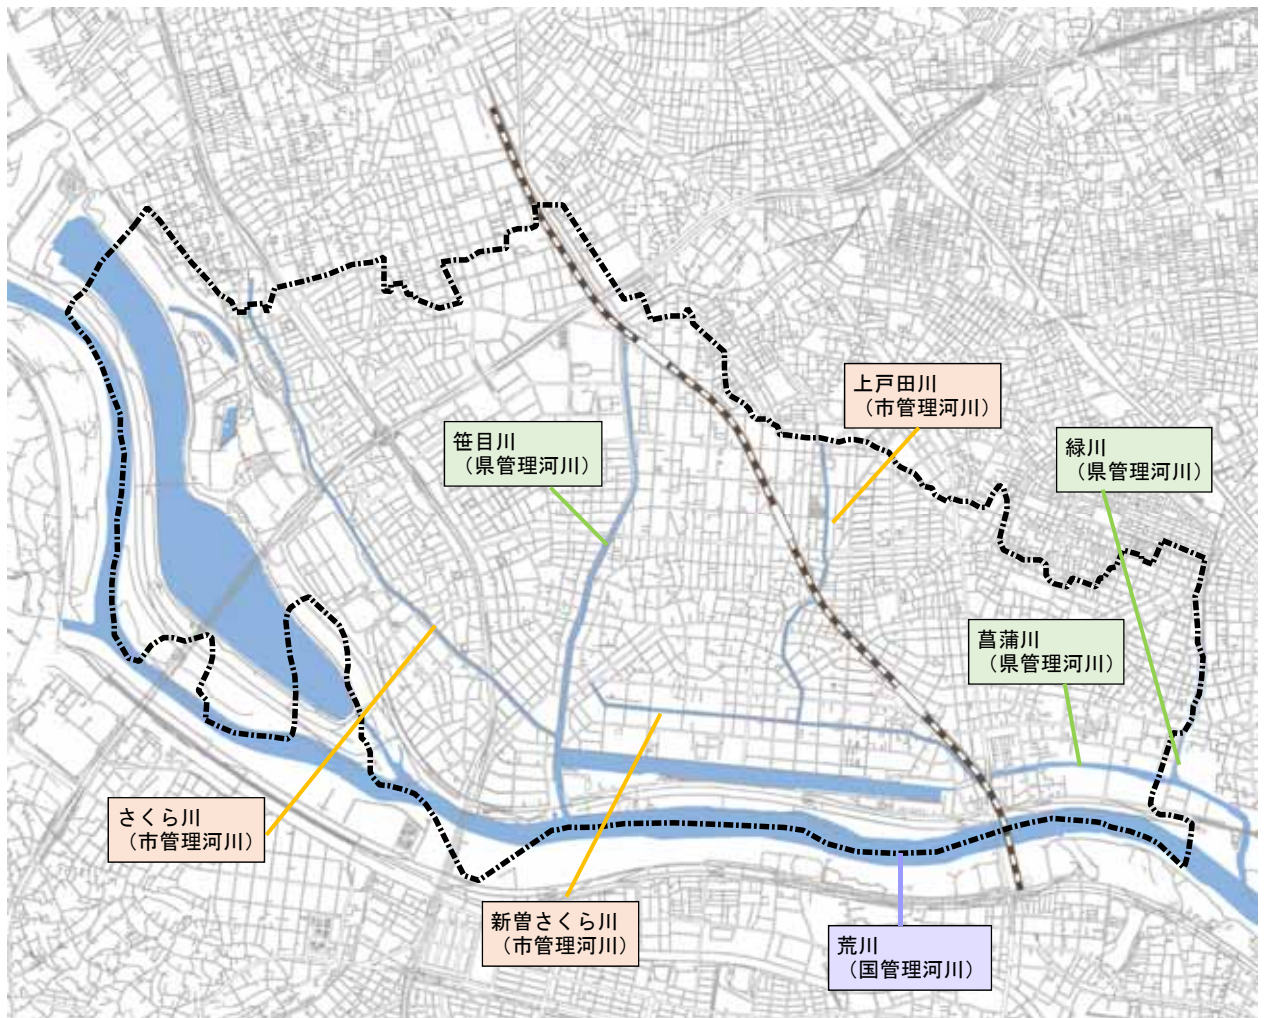 上戸田川
（市管理河川）
笹目川
（県管理河川）
緑川
（県管理河川）
菖蒲川
（県管理河川）
さくら川
（市管理河川）
新曽さくら川
（市管理河川）
荒川
（国管理河川）